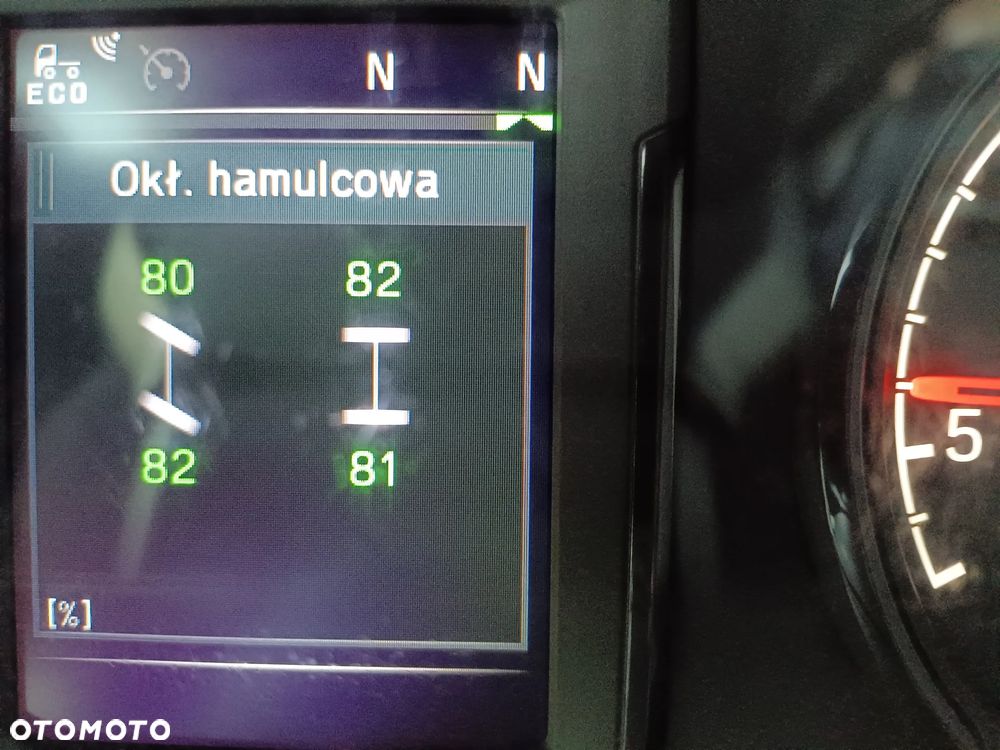 ECO
N N
Okł. hamulcowa
80 82
82 81
[%]
5
OTOMOTO